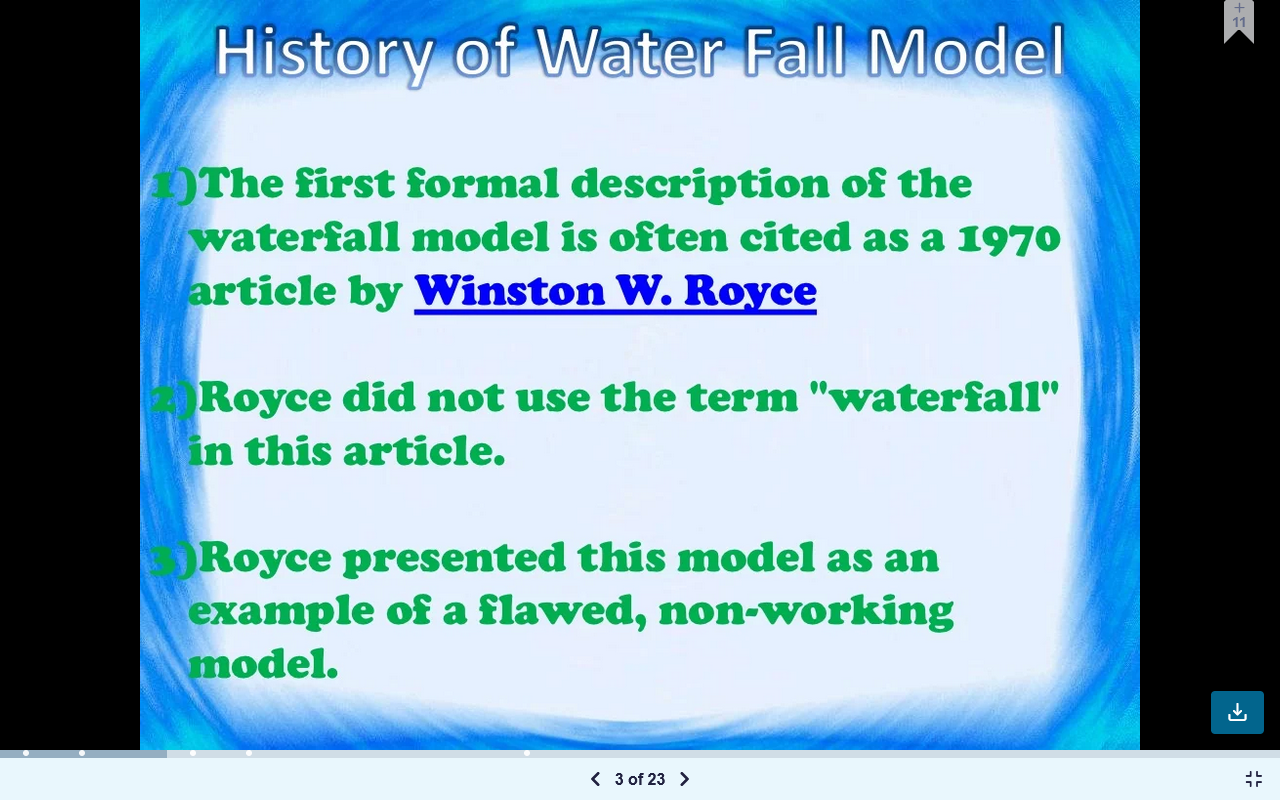 +
11
History of Water Fall Model
1)The first formal description of the
waterfall model is often cited as a 1970
article by Winston W. Royce
2)Royce did not use the term "waterfall"
in this article.
3)Royce presented this model as an
example of a flawed, non-working
model.
3 of 23